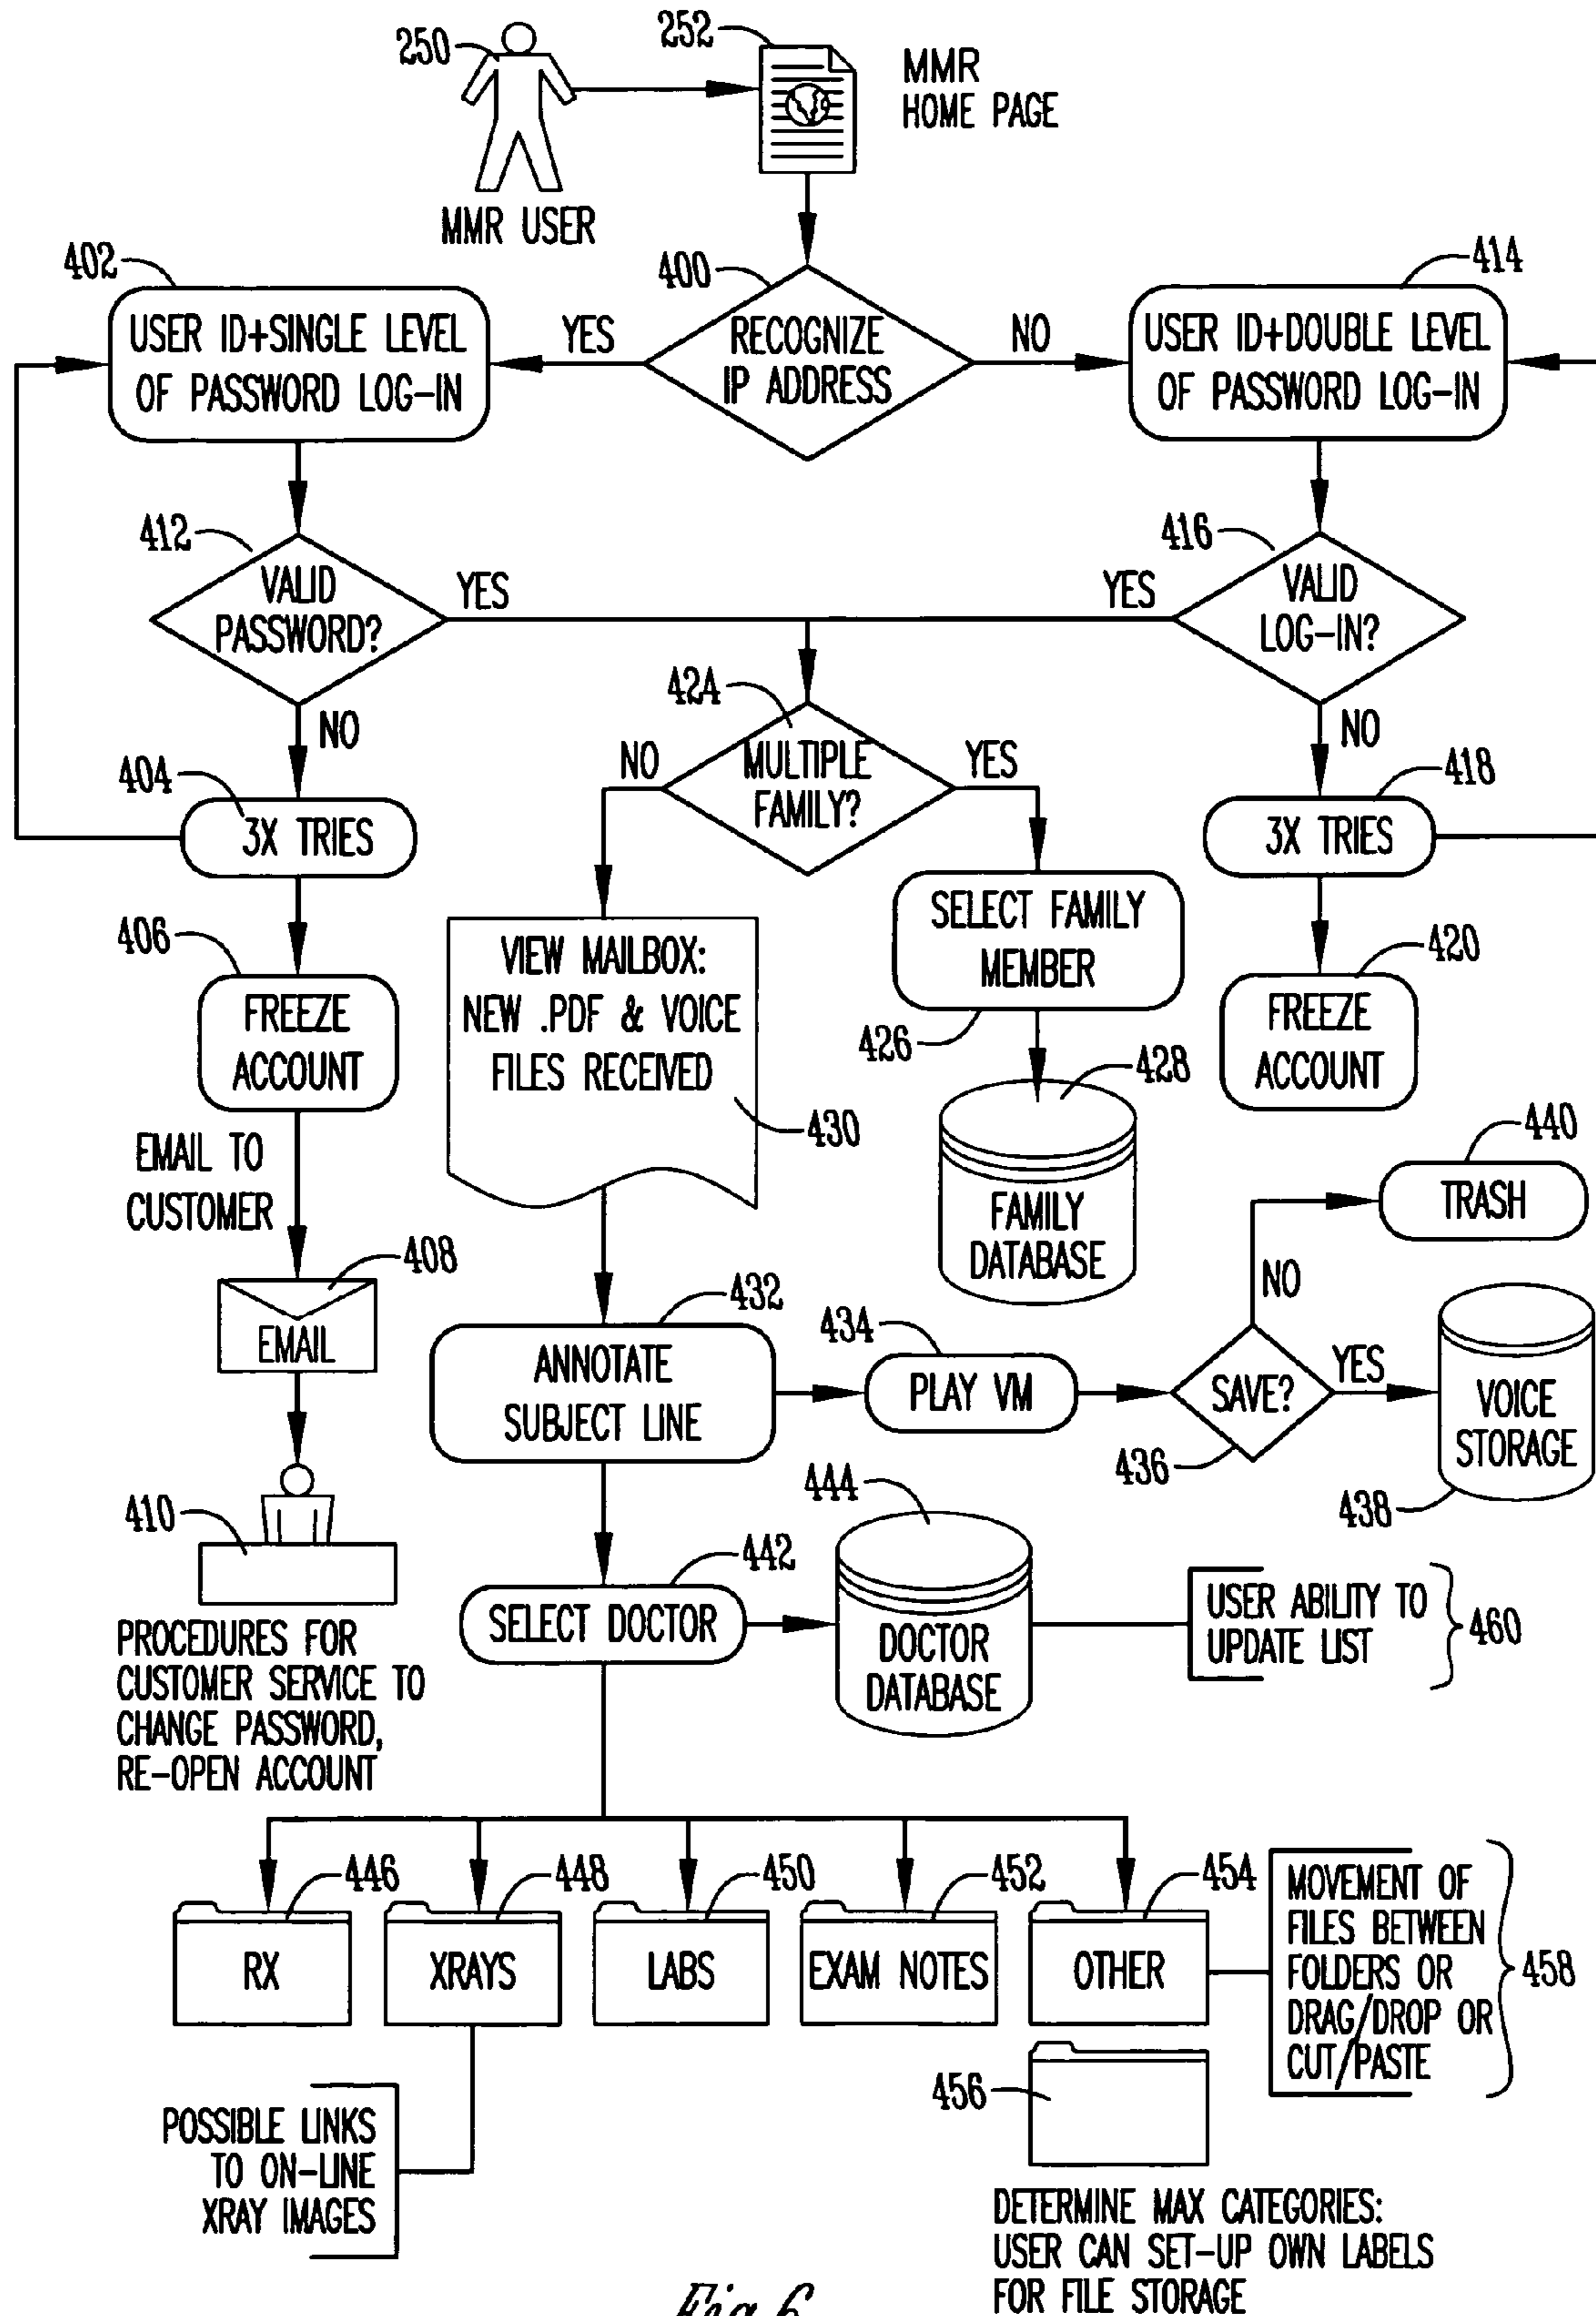 250
252
MMR
HOME PAGE
MMR USER
402
400
414
USER ID+SINGLE LEVEL
OF PASSWORD LOG-IN
YES
RECOGNIZE
IP ADDRESS
NO
USER ID+DOUBLE LEVEL
OF PASSWORD LOG-IN
412
VALID
PASSWORD?
YES
416
YES
VALID
LOG-IN?
NO
424
NO
MULTIPLE
FAMILY?
YES
NO
404
3X TRIES
418
3X TRIES
406
FREEZE
ACCOUNT
VIEW MAILBOX:
NEW .PDF & VOICE
FILES RECEIVED
430
SELECT FAMILY
MEMBER
426
420
FREEZE
ACCOUNT
428
FAMILY
DATABASE
EMAIL TO
CUSTOMER
408
EMAIL
440
TRASH
NO
432
ANNOTATE
SUBJECT LINE
434
PLAY VM
SAVE?
YES
436
VOICE
STORAGE
438
410
PROCEDURES FOR
CUSTOMER SERVICE TO
CHANGE PASSWORD,
RE-OPEN ACCOUNT
442
SELECT DOCTOR
444
DOCTOR
DATABASE
USER ABILITY TO
UPDATE LIST
460
446
RX
448
XRAYS
450
LABS
452
EXAM NOTES
454
OTHER
MOVEMENT OF
FILES BETWEEN
FOLDERS OR
DRAG/DROP OR
CUT/PASTE
458
456
POSSIBLE LINKS
TO ON-LINE
XRAY IMAGES
DETERMINE MAX CATEGORIES:
USER CAN SET-UP OWN LABELS
FOR FILE STORAGE
Fig.6